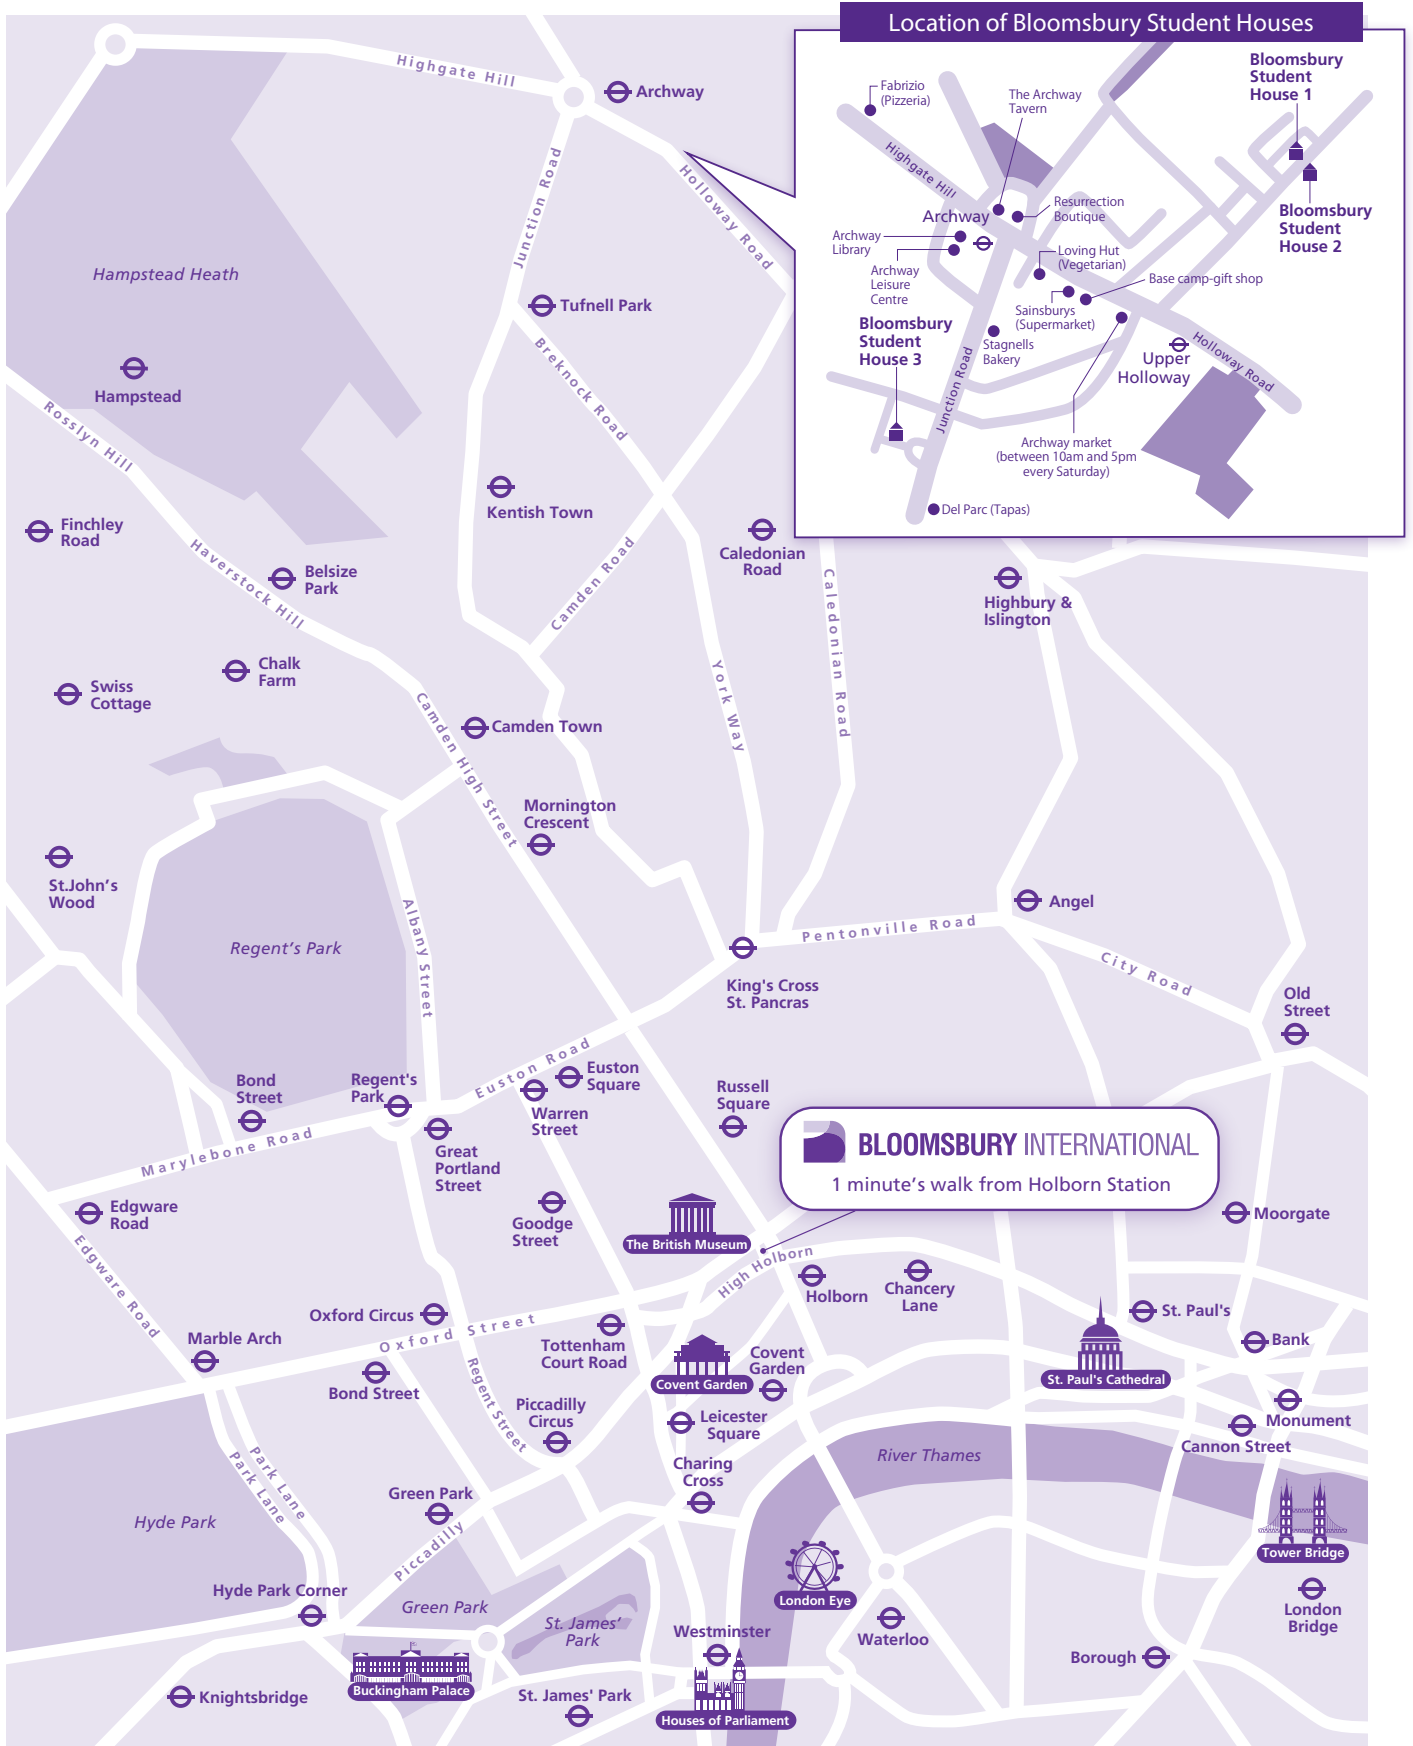 Location of Bloomsbury Student Houses
Bloomsbury
Student
House 1
Fabrizio
(Pizzeria)
The Archway
Tavern
Highgate Hill
Archway
Resurrection
Boutique
Bloomsbury
Student
House 2
Archway
Library
Archway
Leisure
Centre
Loving Hut
(Vegetarian)
Base camp-gift shop
Sainsburys
(Supermarket)
Bloomsbury
Student
House 3
Stagnells
Bakery
Junction Road
Upper
Holloway
Holloway Road
Archway market
(between 10am and 5pm
every Saturday)
Del Parc (Tapas)
Highgate Hill
Archway
Junction Road
Holloway Road
Hampstead Heath
Tufnell Park
Hampstead
Breknock Road
Rosslyn Hill
Kentish Town
Finchley
Road
Caledonian
Road
Haverstock Hill
Belsize
Park
Camden Road
Caledonian Road
Highbury &
Islington
Chalk
Farm
Swiss
Cottage
York Way
Camden High Street
Camden Town
Mornington
Crescent
St.John's
Wood
Albany Street
Regent's Park
Angel
Pentonville Road
City Road
King's Cross
St. Pancras
Old
Street
Euston Road
Euston
Square
Bond
Street
Regent's
Park
Warren
Street
Russell
Square
Marylebone Road
Great
Portland
Street
BLOOMSBURY INTERNATIONAL
1 minute's walk from Holborn Station
Edgware
Road
Goodge
Street
Moorgate
The British Museum
High Holborn
Edgware Road
Holborn
Chancery
Lane
Oxford Circus
Oxford Street
St. Paul's
Marble Arch
Tottenham
Court Road
Bank
Covent
Garden
Covent Garden
St. Paul's Cathedral
Bond Street
Regent Street
Piccadilly
Circus
Leicester
Square
Monument
Cannon Street
Park Lane
Park Lane
River Thames
Charing
Cross
Green Park
Hyde Park
Piccadilly
Tower Bridge
Hyde Park Corner
London Eye
Green Park
St. James'
Park
London
Bridge
Westminster
Waterloo
Borough
Buckingham Palace
Knightsbridge
St. James' Park
Houses of Parliament